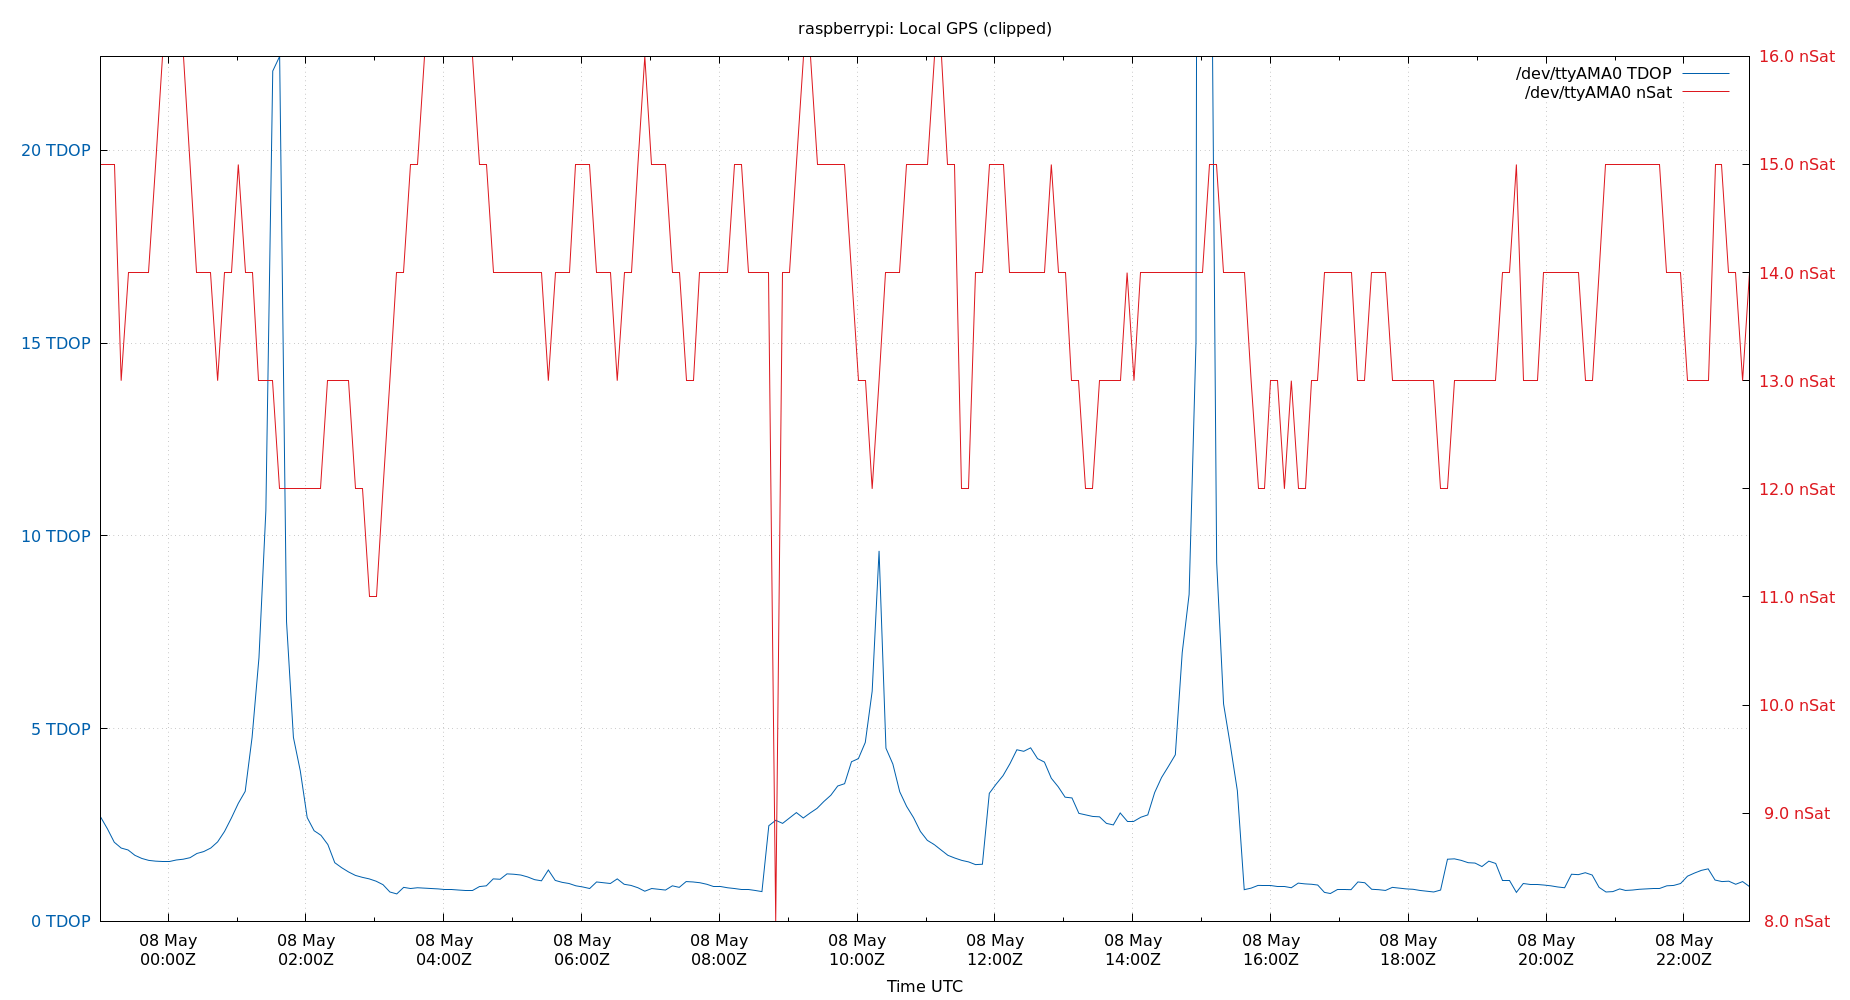 raspberrypi: Local GPS (clipped)
/dev/ttyAMA0 TDOP
/dev/ttyAMA0 nSat
20 TDOP
15 TDOP
10 TDOP
5 TDOP
0 TDOP
16.0 nSat
15.0 nSat
14.0 nSat
13.0 nSat
12.0 nSat
11.0 nSat
10.0 nSat
9.0 nSat
8.0 nSat
08 May 08 May 08 May 08 May 08 May 08 May 08 May 08 May 08 May 08 May 08 May 08 May
00:00Z 02:00Z 04:00Z 06:00Z 08:00Z 10:00Z 12:00Z 14:00Z 16:00Z 18:00Z 20:00Z 22:00Z
Time UTC